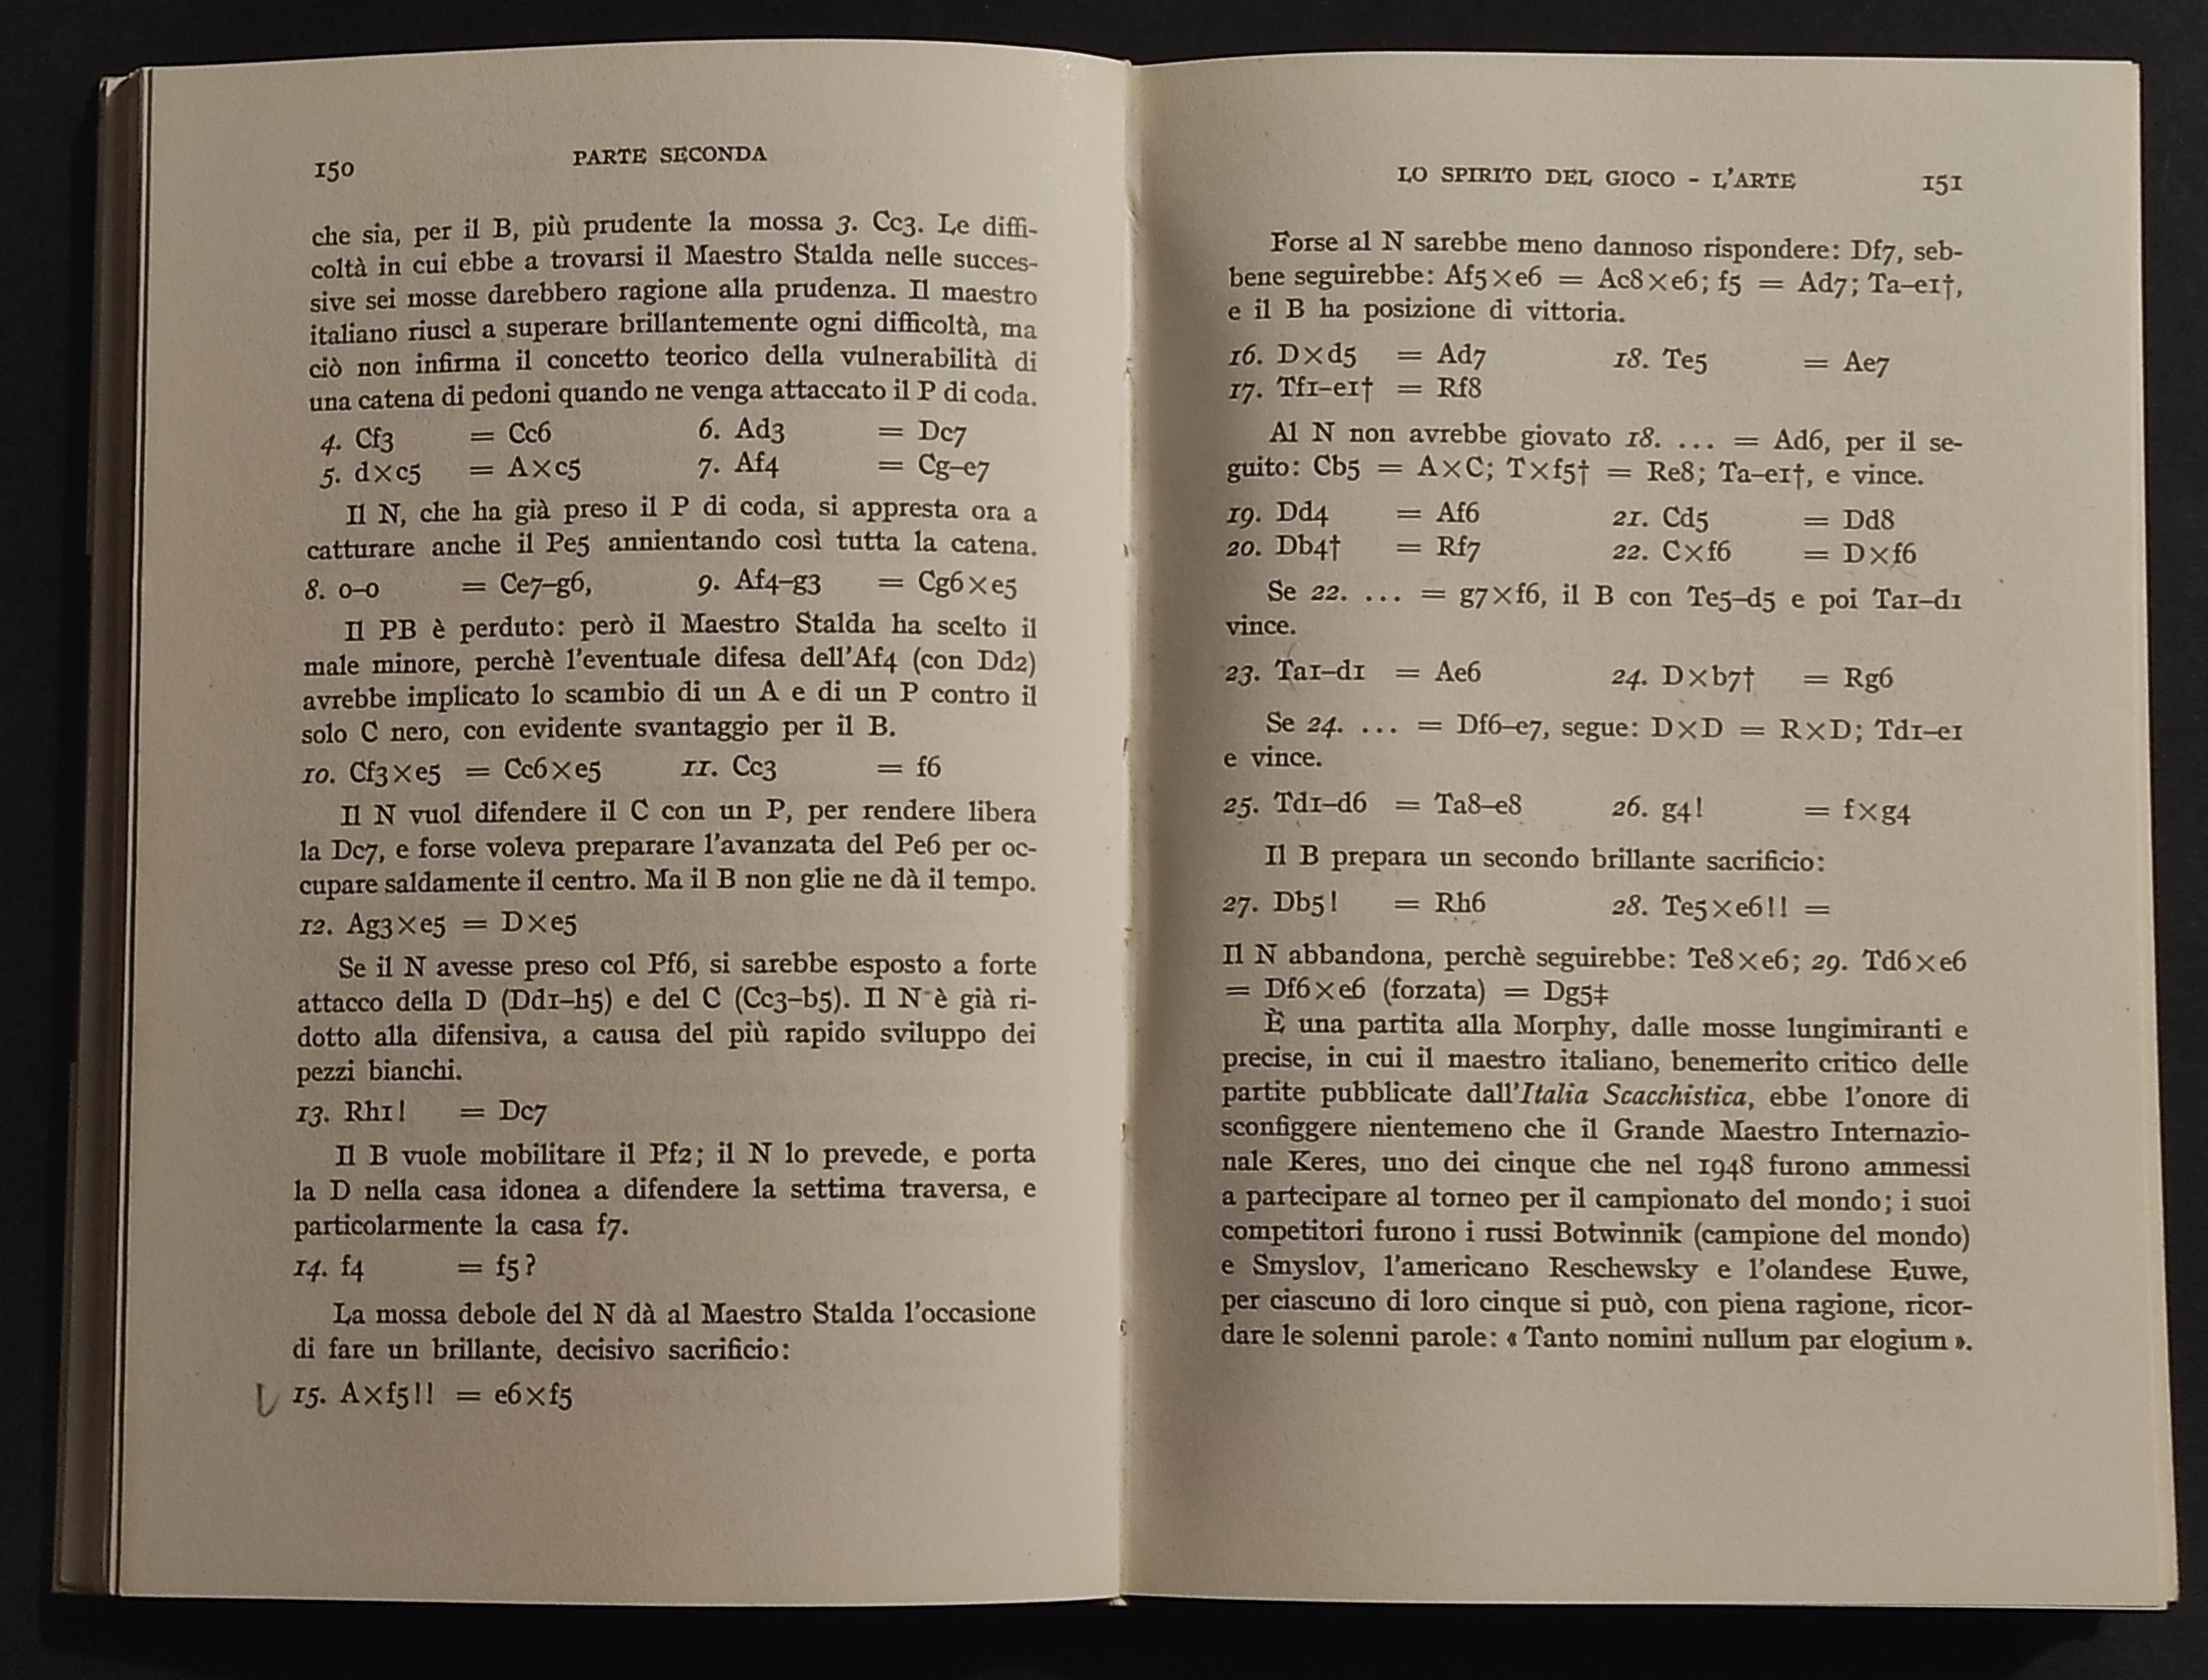 150
PARTE SECONDA
che sia, per il B, più prudente la mossa 3. Cc3. Le diffi-
coltà in cui ebbe a trovarsi il Maestro Stalda nelle succes-
sive sei mosse darebbero ragione alla prudenza. Il maestro
italiano riuscì a superare brillantemente ogni difficoltà, ma
ciò non infirma il concetto teorico della vulnerabilità di
una catena di pedoni quando ne venga attaccato il P di coda.
4. Cf3 = Cc6 6. Ad3 = Dc7
5. d×c5 = A×c5 7. Af4 = Cg–e7
Il N, che ha già preso il P di coda, si appresta ora a
catturare anche il Pe5 annientando così tutta la catena.
8. 0–0 = Ce7–g6, 9. Af4–g3 = Cg6×e5
Il PB è perduto: però il Maestro Stalda ha scelto il
male minore, perchè l'eventuale difesa dell'Af4 (con Dd2)
avrebbe implicato lo scambio di un A e di un P contro il
solo C nero, con evidente svantaggio per il B.
10. Cf3×e5 = Cc6×e5 11. Cc3 = f6
Il N vuol difendere il C con un P, per rendere libera
la Dc7, e forse voleva preparare l'avanzata del Pe6 per oc-
cupare saldamente il centro. Ma il B non glie ne dà il tempo.
12. Ag3×e5 = D×e5
Se il N avesse preso col Pf6, si sarebbe esposto a forte
attacco della D (Dd1–h5) e del C (Cc3–b5). Il N è già ri-
dotto alla difensiva, a causa del più rapido sviluppo dei
pezzi bianchi.
13. Rh1! = Dc7
Il B vuole mobilitare il Pf2; il N lo prevede, e porta
la D nella casa idonea a difendere la settima traversa, e
particolarmente la casa f7.
14. f4 = f5?
La mossa debole del N dà al Maestro Stalda l'occasione
di fare un brillante, decisivo sacrificio:
15. A×f5!! = e6×f5
LO SPIRITO DEL GIOCO - L'ARTE
151
Forse al N sarebbe meno dannoso rispondere: Df7, seb-
bene seguirebbe: Af5×e6 = Ac8×e6; f5 = Ad7; Ta–e1†,
e il B ha posizione di vittoria.
16. D×d5 = Ad7 18. Te5 = Ae7
17. Tf1–e1† = Rf8
Al N non avrebbe giovato 18. ... = Ad6, per il se-
guito: Cb5 = A×C; T×f5† = Re8; Ta–e1†, e vince.
19. Dd4 = Af6 21. Cd5 = Dd8
20. Db4† = Rf7 22. C×f6 = D×f6
Se 22. ... = g7×f6, il B con Te5–d5 e poi Ta1–d1
vince.
23. Ta1–d1 = Ae6 24. D×b7† = Rg6
Se 24. ... = Df6–e7, segue: D×D = R×D; Td1–e1
e vince.
25. Td1–d6 = Ta8–e8 26. g4! = f×g4
Il B prepara un secondo brillante sacrificio:
27. Db5! = Rh6 28. Te5×e6!! =
Il N abbandona, perchè seguirebbe: Te8×e6; 29. Td6×e6
= Df6×e6 (forzata) = Dg5‡
È una partita alla Morphy, dalle mosse lungimiranti e
precise, in cui il maestro italiano, benemerito critico delle
partite pubblicate dall'Italia Scacchistica, ebbe l'onore di
sconfiggere nientemeno che il Grande Maestro Internazio-
nale Keres, uno dei cinque che nel 1948 furono ammessi
a partecipare al torneo per il campionato del mondo; i suoi
competitori furono i russi Botwinnik (campione del mondo)
e Smyslov, l'americano Reschewsky e l'olandese Euwe,
per ciascuno di loro cinque si può, con piena ragione, ricor-
dare le solenni parole: « Tanto nomini nullum par elogium ».